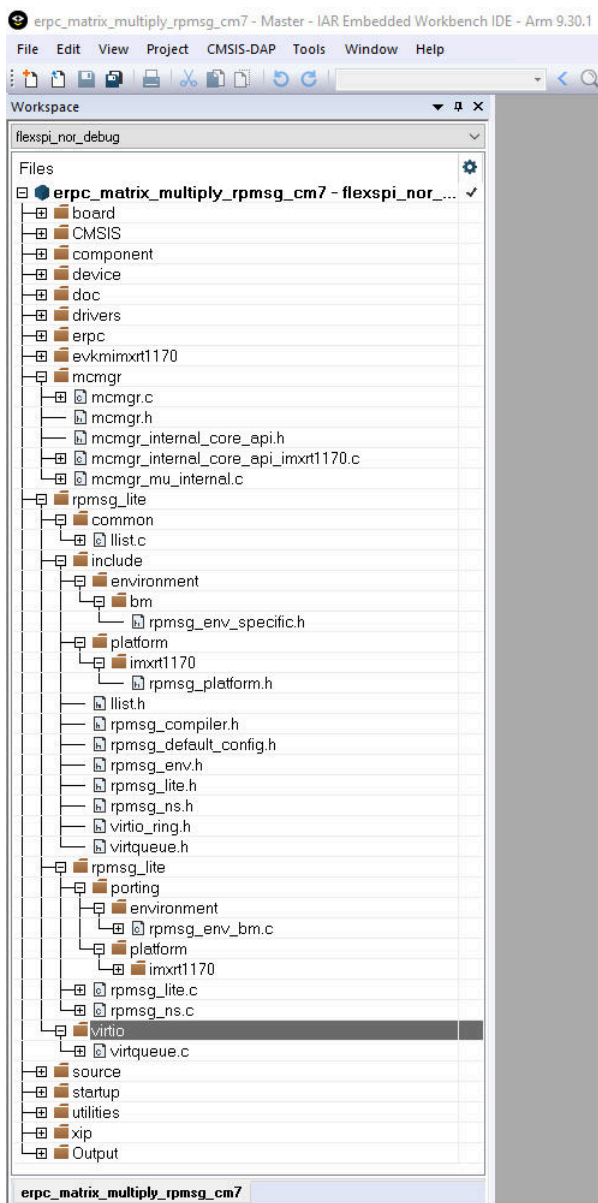 erpc_matrix_multiply_rpmsg_cm7 - Master - IAR Embedded Workbench IDE - Arm 9.30.1
File Edit View Project CMSIS-DAP Tools Window Help
Workspace
flexspi_nor_debug
Files
erpc_matrix_multiply_rpmsg_cm7 - flexspi_nor_...
board
CMSIS
component
device
doc
drivers
erpc
evkmimxrt1170
mcmgr
mcmgr.c
mcmgr.h
mcmgr_internal_core_api.h
mcmgr_internal_core_api_imxrt1170.c
mcmgr_mu_internal.c
rpmsg_lite
common
llist.c
include
environment
bm
rpmsg_env_specific.h
platform
imxrt1170
rpmsg_platform.h
llist.h
rpmsg_compiler.h
rpmsg_default_config.h
rpmsg_env.h
rpmsg_lite.h
rpmsg_ns.h
virtio_ring.h
virtqueue.h
rpmsg_lite
porting
environment
rpmsg_env_bm.c
platform
imxrt1170
rpmsg_lite.c
rpmsg_ns.c
virtio
virtqueue.c
source
startup
utilities
xip
Output
erpc_matrix_multiply_rpmsg_cm7